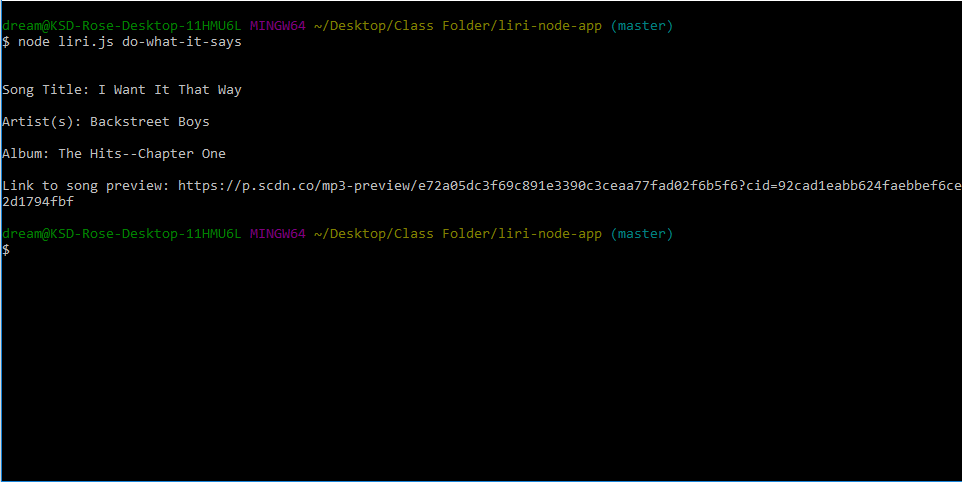 dream@KSD-Rose-Desktop-11HMU6L MINGW64 ~/Desktop/Class Folder/liri-node-app (master)
$ node liri.js do-what-it-says
Song Title: I Want It That Way
Artist(s): Backstreet Boys
Album: The Hits--Chapter One
Link to song preview: https://p.scdn.co/mp3-preview/e72a05dc3f69c891e3390c3ceaa77fad02f6b5f6?cid=92cad1eabb624faebbef6ce
2d1794fbf
dream@KSD-Rose-Desktop-11HMU6L MINGW64 ~/Desktop/Class Folder/liri-node-app (master)
$